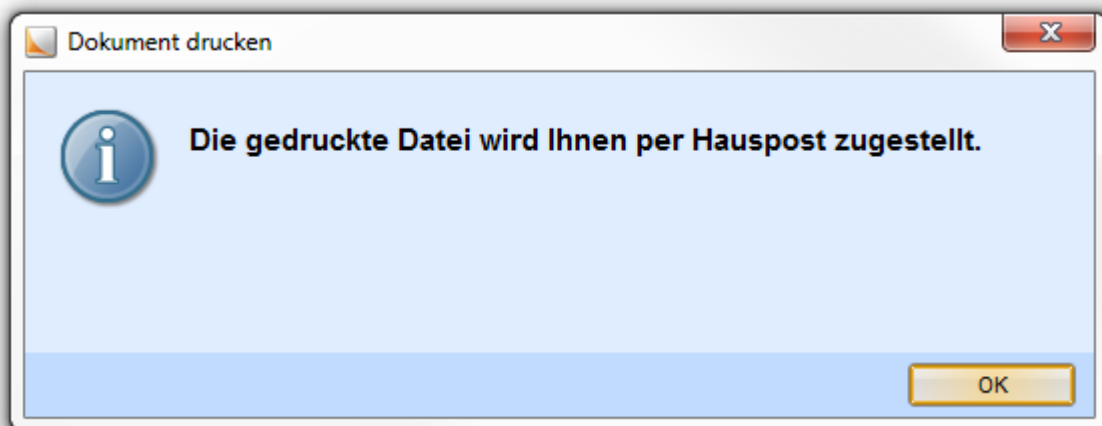 Dokument drucken
Die gedruckte Datei wird Ihnen per Hauspost zugestellt.
OK